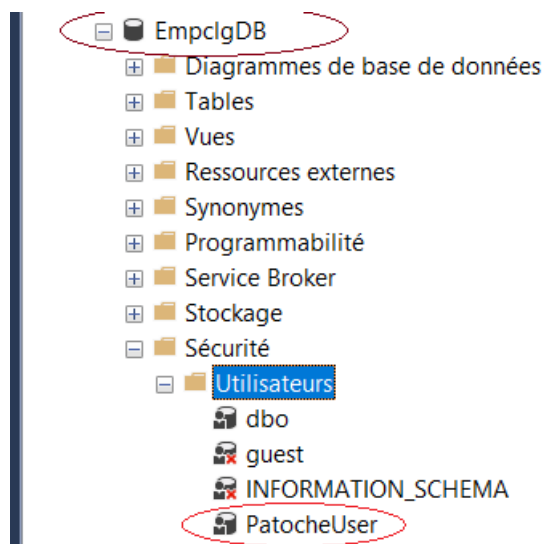 EmpclgDB
Diagrammes de base de données
Tables
Vues
Ressources externes
Synonymes
Programmabilité
Service Broker
Stockage
Sécurité
Utilisateurs
dbo
guest
INFORMATION_SCHEMA
PatocheUser